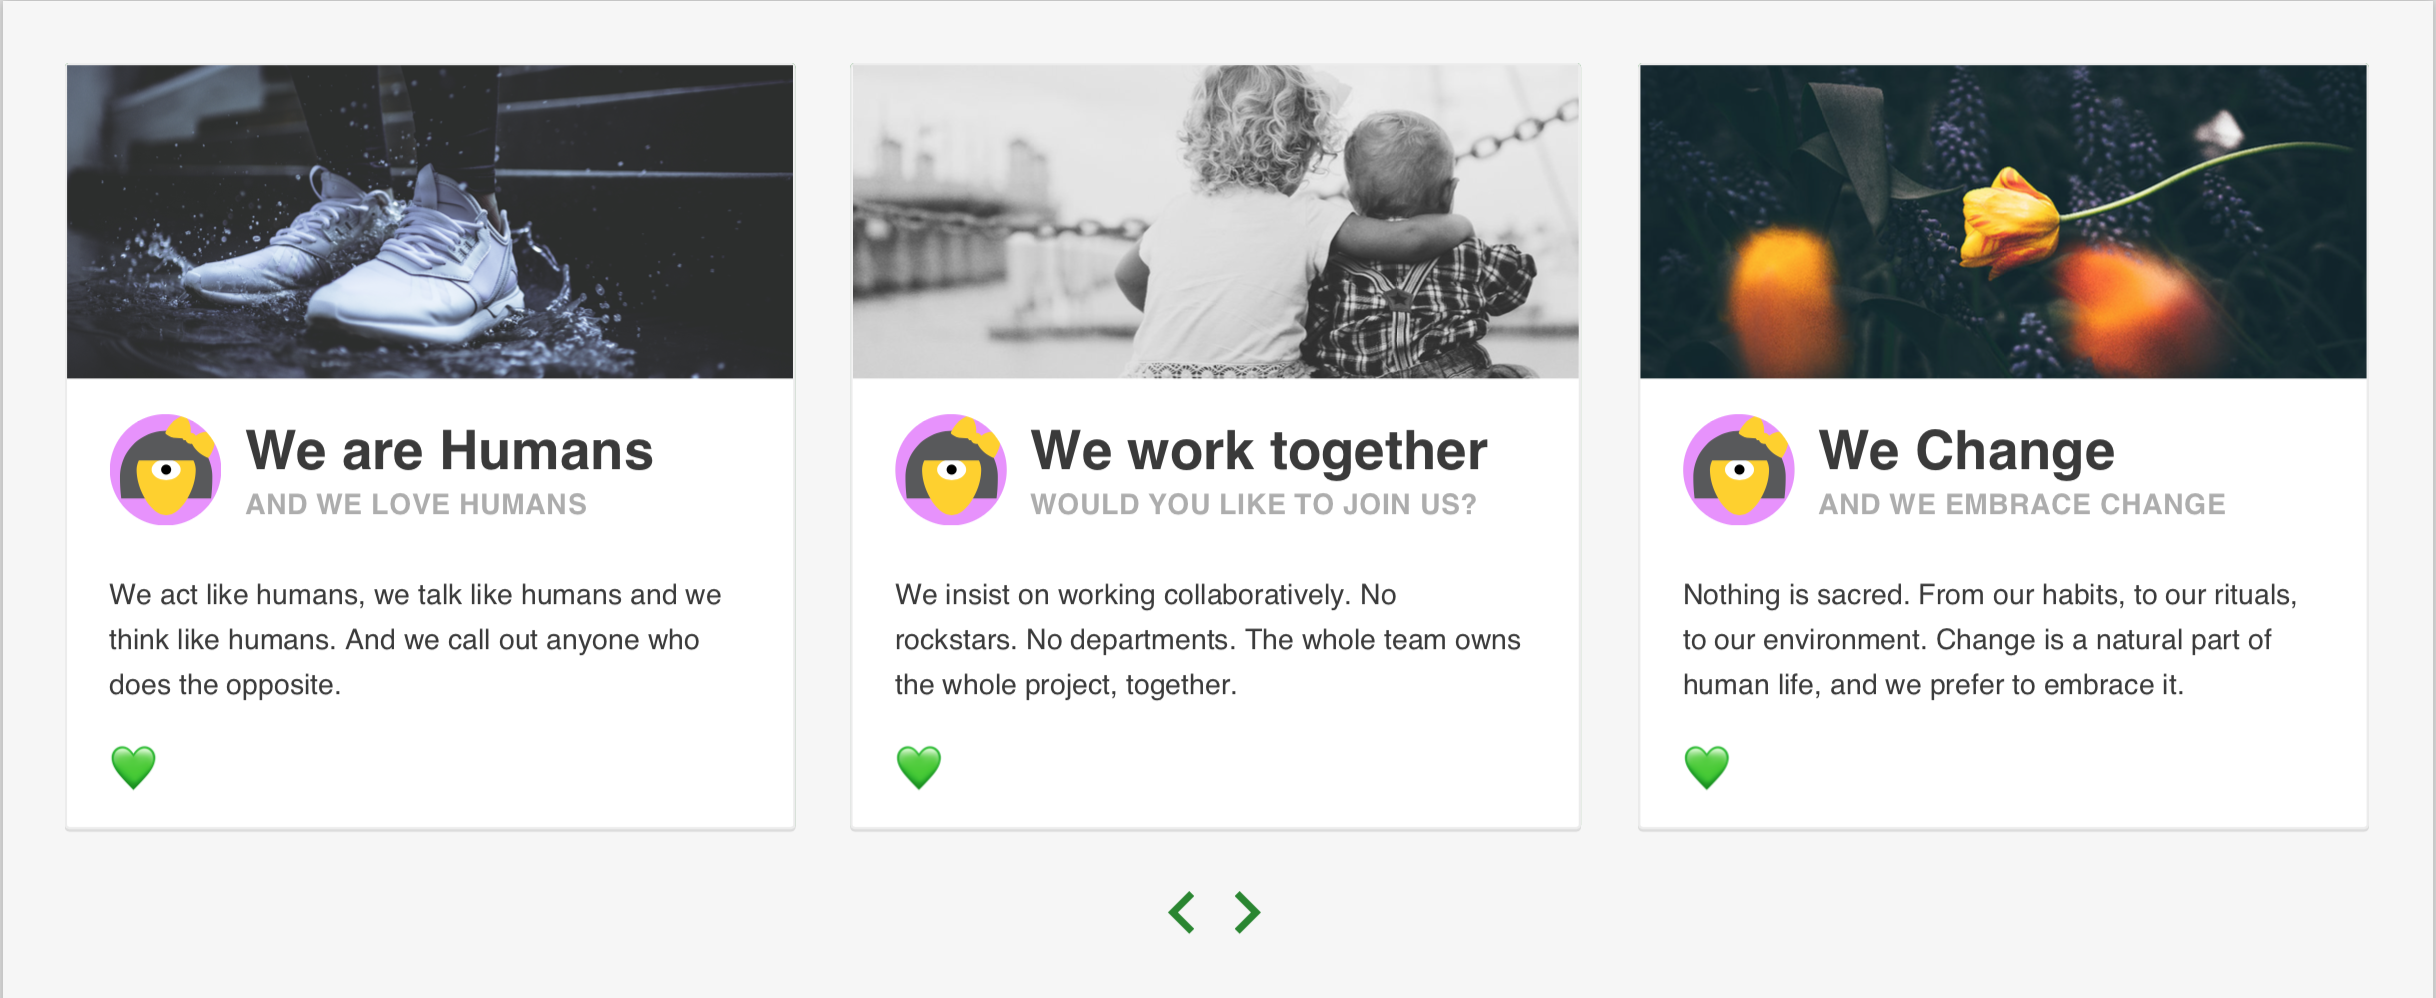 We are Humans
AND WE LOVE HUMANS
We act like humans, we talk like humans and we
think like humans. And we call out anyone who
does the opposite.
We work together
WOULD YOU LIKE TO JOIN US?
We insist on working collaboratively. No
rockstars. No departments. The whole team owns
the whole project, together.
We Change
AND WE EMBRACE CHANGE
Nothing is sacred. From our habits, to our rituals,
to our environment. Change is a natural part of
human life, and we prefer to embrace it.